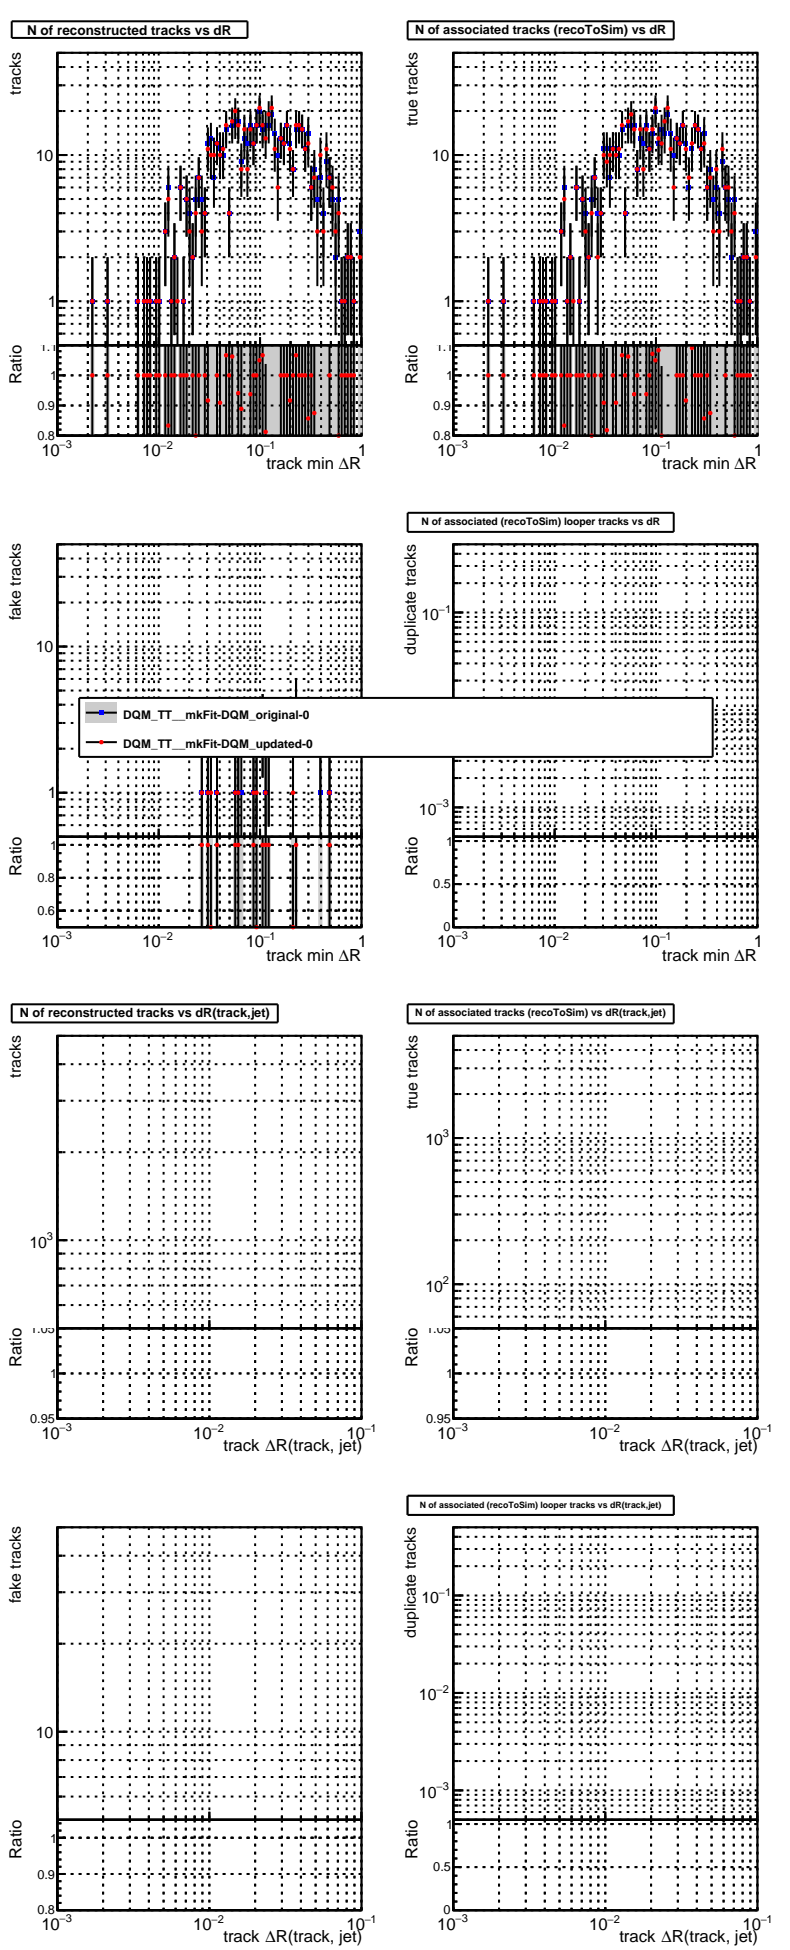 N of reconstructed tracks vs dR
N of associated tracks (recoToSim) vs dR
tracks
10
1
Ratio
1.1
1
0.9
0.8
10⁻³ 10⁻² 10⁻¹ 1
track min ΔR
true tracks
10
1
Ratio
1.1
1
0.9
0.8
10⁻³ 10⁻² 10⁻¹ 1
track min ΔR
N of associated (recoToSim) looper tracks vs dR
fake tracks
10
1
Ratio
1
0.8
0.6
10⁻³ 10⁻² 10⁻¹ 1
track min ΔR
duplicate tracks
10⁻¹
10⁻³
Ratio
1
0.5
0
10⁻³ 10⁻² 10⁻¹ 1
track min ΔR
DQM_TT__mkFit-DQM_original-0
DQM_TT__mkFit-DQM_updated-0
N of reconstructed tracks vs dR(track,jet)
N of associated tracks (recoToSim) vs dR(track,jet)
tracks
10³
Ratio
1.05
1
0.95
10⁻³ 10⁻² 10⁻¹
track ΔR(track, jet)
true tracks
10³
10²
Ratio
1.05
1
0.95
10⁻³ 10⁻² 10⁻¹
track ΔR(track, jet)
N of associated (recoToSim) looper tracks vs dR(track,jet)
fake tracks
10
Ratio
1
0.9
0.8
10⁻³ 10⁻² 10⁻¹
track ΔR(track, jet)
duplicate tracks
10⁻¹
10⁻²
10⁻³
Ratio
1
0.5
0
10⁻³ 10⁻² 10⁻¹
track ΔR(track, jet)